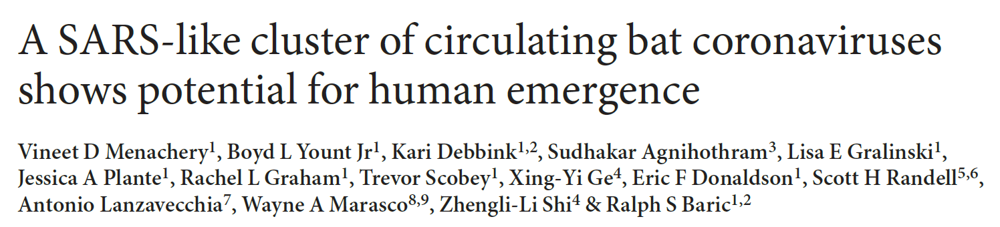 A SARS-like cluster of circulating bat coronaviruses
shows potential for human emergence
Vineet D Menachery¹, Boyd L Yount Jr¹, Kari Debbink¹,², Sudhakar Agnihothram³, Lisa E Gralinski¹,
Jessica A Plante¹, Rachel L Graham¹, Trevor Scobey¹, Xing-Yi Ge⁴, Eric F Donaldson¹, Scott H Randell⁵,⁶,
Antonio Lanzavecchia⁷, Wayne A Marasco⁸,⁹, Zhengli-Li Shi⁴ & Ralph S Baric¹,²